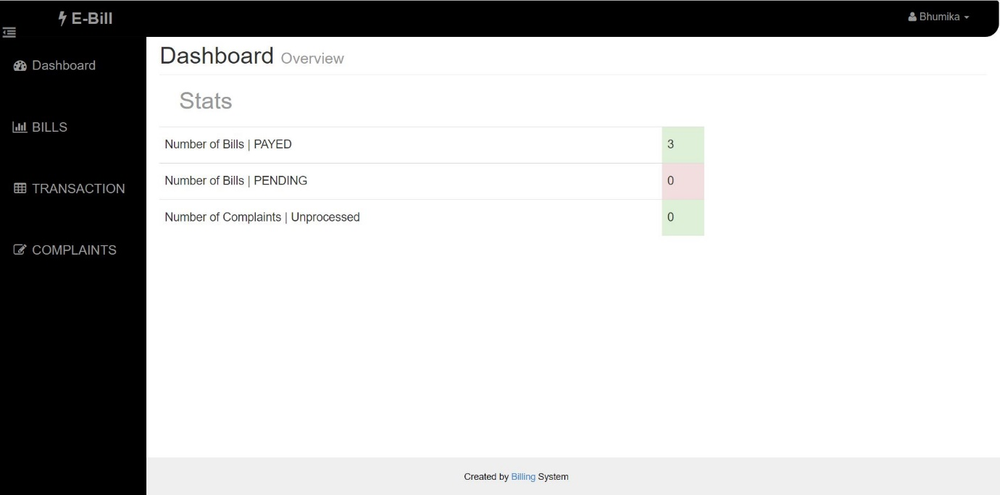 E-Bill
Bhumika
Dashboard
BILLS
TRANSACTION
COMPLAINTS
Dashboard Overview
Stats
Number of Bills | PAYED 3
Number of Bills | PENDING 0
Number of Complaints | Unprocessed 0
Created by Billing System